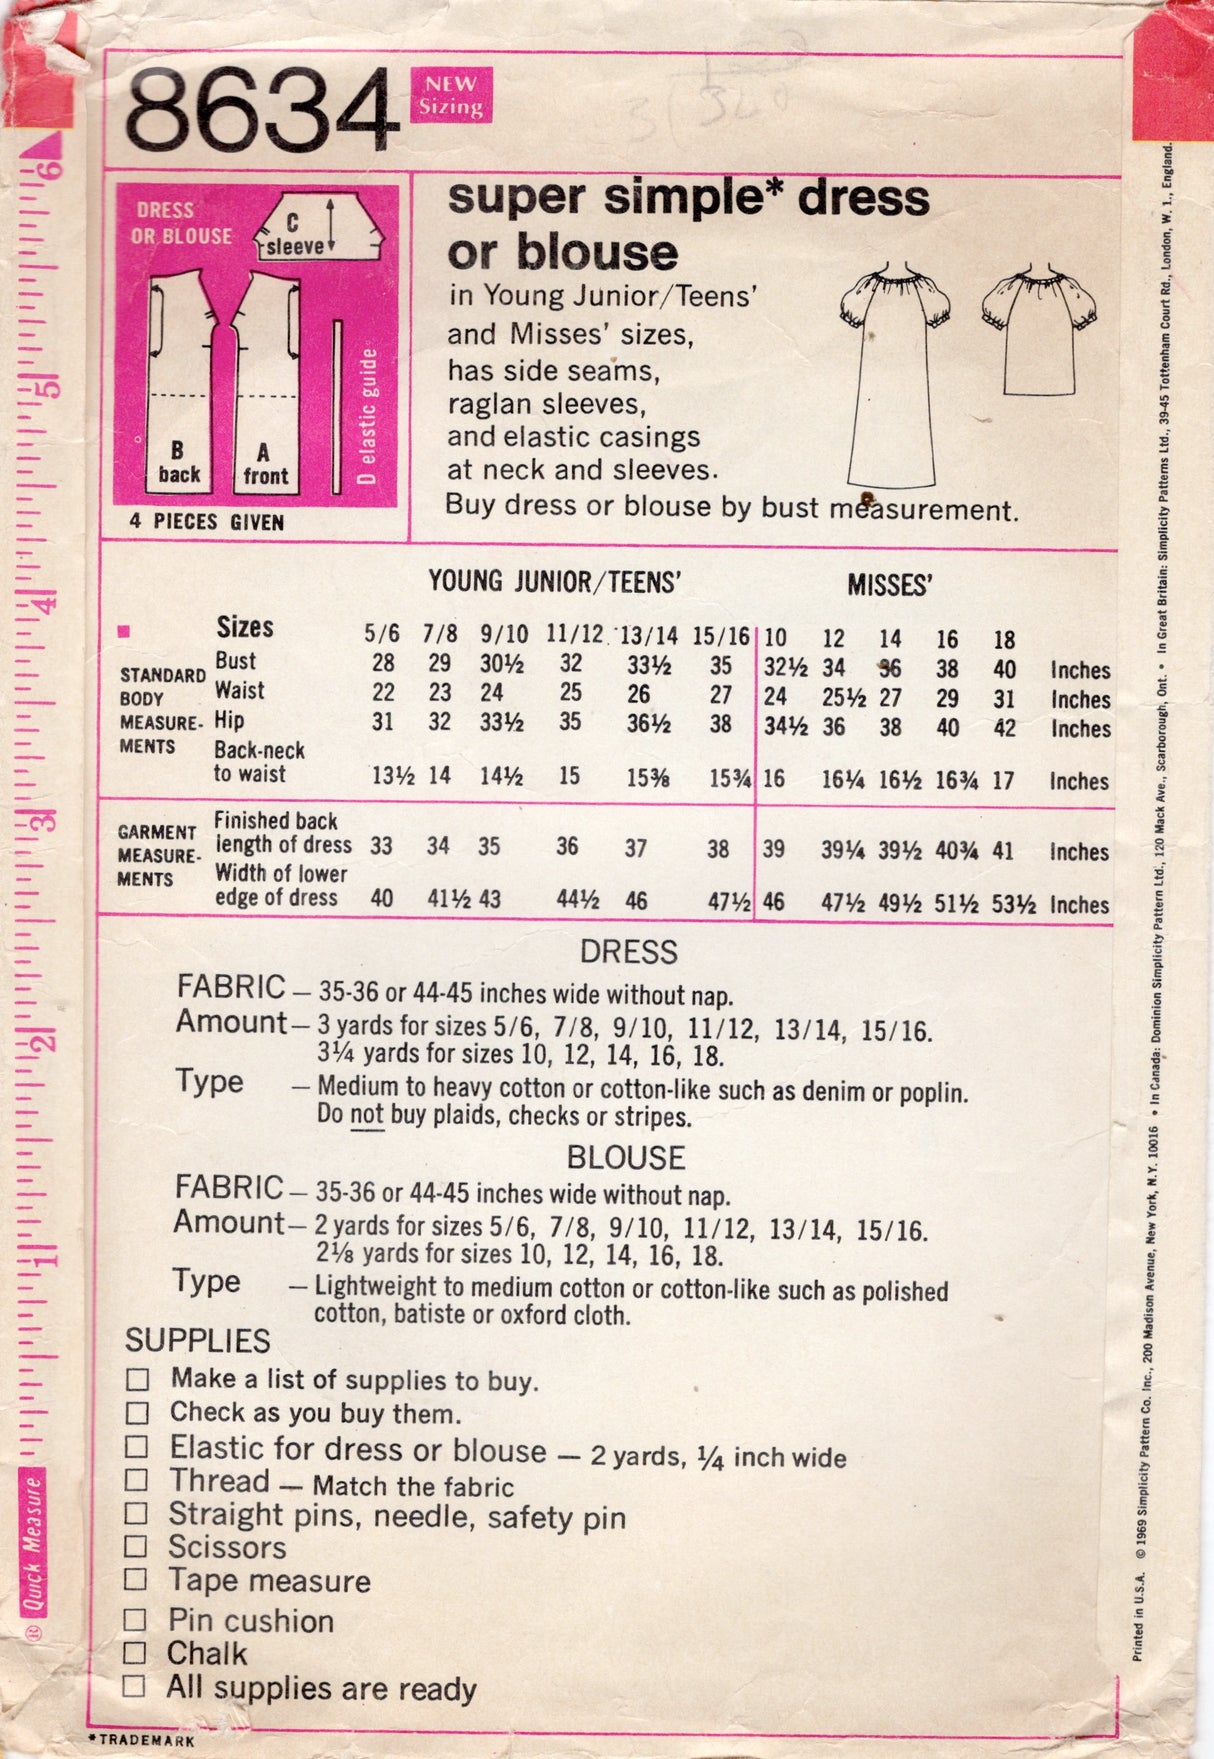 8634
NEW
Sizing
DRESS
OR BLOUSE
C
sleeve
B
back
A
front
D elastic guide
4 PIECES GIVEN
super simple* dress
or blouse
in Young Junior/Teens'
and Misses' sizes,
has side seams,
raglan sleeves,
and elastic casings
at neck and sleeves.
Buy dress or blouse by bust measurement.
YOUNG JUNIOR/TEENS' MISSES'
Sizes 5/6 7/8 9/10 11/12 13/14 15/16 10 12 14 16 18
STANDARD BODY MEASURE-MENTS
Bust 28 29 30½ 32 33½ 35 32½ 34 36 38 40 Inches
Waist 22 23 24 25 26 27 24 25½ 27 29 31 Inches
Hip 31 32 33½ 35 36½ 38 34½ 36 38 40 42 Inches
Back-neck
to waist 13½ 14 14½ 15 15⅜ 15¾ 16 16¼ 16½ 16¾ 17 Inches
GARMENT MEASURE-MENTS
Finished back
length of dress 33 34 35 36 37 38 39 39¼ 39½ 40¾ 41 Inches
Width of lower
edge of dress 40 41½ 43 44½ 46 47½ 46 47½ 49½ 51½ 53½ Inches
DRESS
FABRIC — 35-36 or 44-45 inches wide without nap.
Amount — 3 yards for sizes 5/6, 7/8, 9/10, 11/12, 13/14, 15/16.
3¼ yards for sizes 10, 12, 14, 16, 18.
Type — Medium to heavy cotton or cotton-like such as denim or poplin.
Do not buy plaids, checks or stripes.
BLOUSE
FABRIC — 35-36 or 44-45 inches wide without nap.
Amount — 2 yards for sizes 5/6, 7/8, 9/10, 11/12, 13/14, 15/16.
2⅛ yards for sizes 10, 12, 14, 16, 18.
Type — Lightweight to medium cotton or cotton-like such as polished
cotton, batiste or oxford cloth.
SUPPLIES
☐ Make a list of supplies to buy.
☐ Check as you buy them.
☐ Elastic for dress or blouse — 2 yards, ¼ inch wide
☐ Thread — Match the fabric
☐ Straight pins, needle, safety pin
☐ Scissors
☐ Tape measure
☐ Pin cushion
☐ Chalk
☐ All supplies are ready
*TRADEMARK
® Quick Measure
1
2
3
4
5
6
Printed in U.S.A. © 1969 Simplicity Pattern Co. Inc., 200 Madison Avenue, New York, N.Y. 10016 • In Canada: Dominion Simplicity Pattern Ltd., 120 Mack Ave., Scarborough, Ont. • In Great Britain: Simplicity Patterns Ltd., 39-45 Tottenham Court Rd., London, W. 1., England.